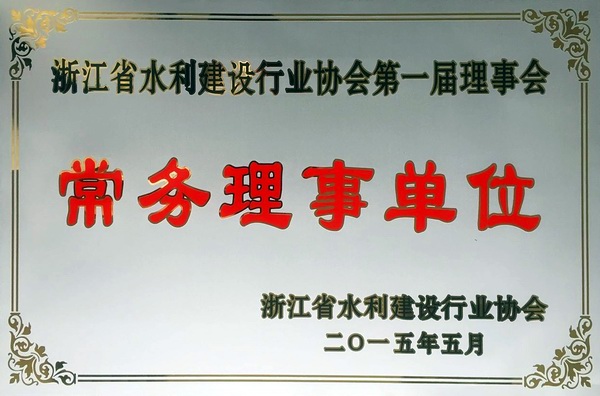 浙江省水利建设行业协会第一届理事会
常务理事单位
浙江省水利建设行业协会
二〇一五年五月